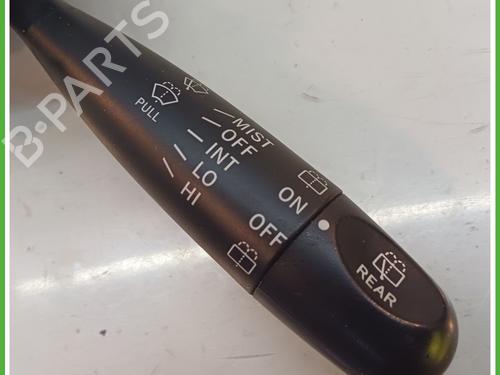 B-PARTS
PULL
MIST
OFF
INT
LO
HI
ON
OFF
REAR